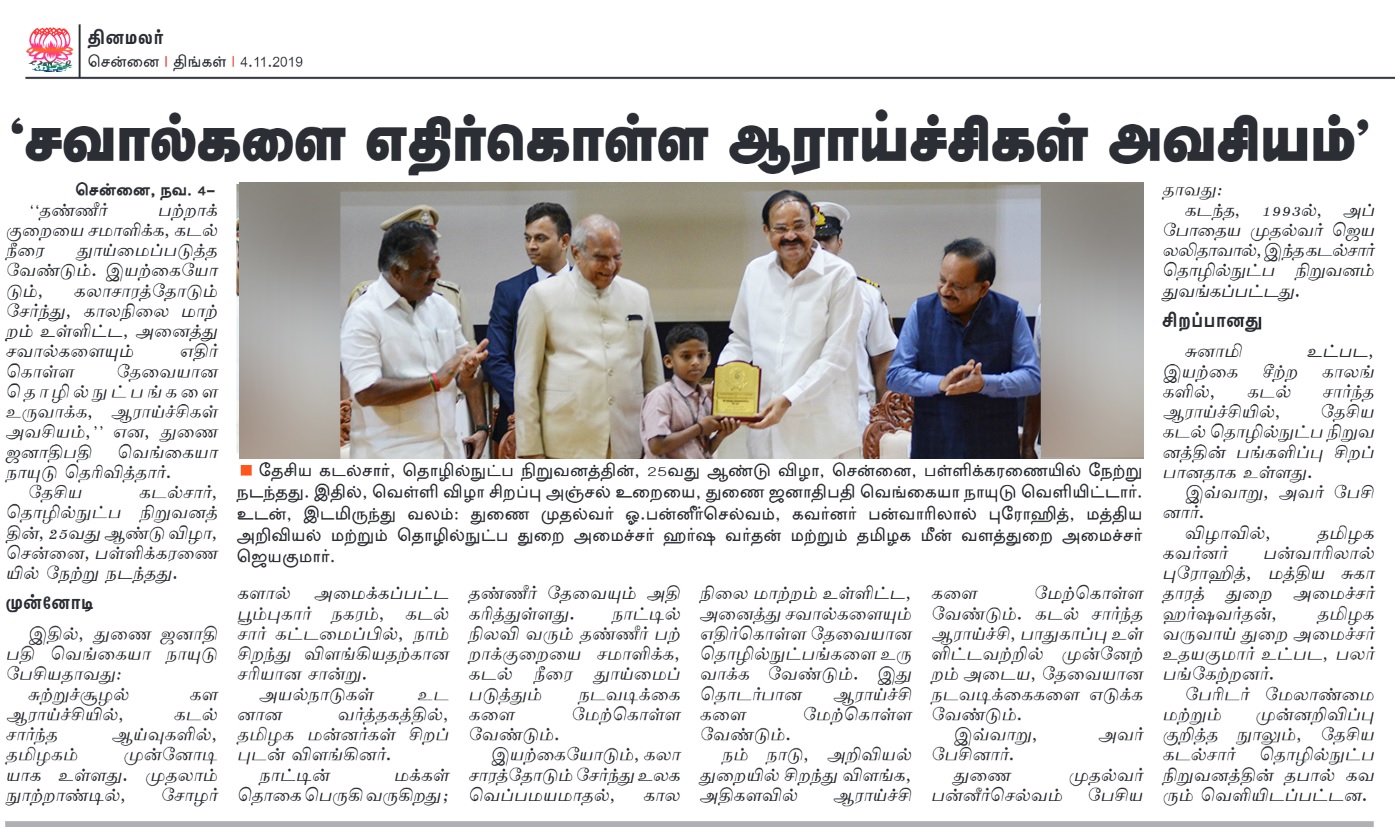 தினமலர்
சென்னை | திங்கள் | 4.11.2019
‘சவால்களை எதிர்கொள்ள ஆராய்ச்சிகள் அவசியம்’
சென்னை, நவ. 4–
‘‘தண்ணீர் பற்றாக்
குறையை சமாளிக்க, கடல்
நீரை தூய்மைப்படுத்த
வேண்டும். இயற்கையோ
டும், கலாசாரத்தோடும்
சேர்ந்து, காலநிலை மாற்
றம் உள்ளிட்ட, அனைத்து
சவால்களையும் எதிர்
கொள்ள தேவையான
தொழில்நுட்பங்களை
உருவாக்க, ஆராய்ச்சிகள்
அவசியம்,’’ என, துணை
ஜனாதிபதி வெங்கையா
நாயுடு தெரிவித்தார்.
தேசிய கடல்சார்,
தொழில்நுட்ப நிறுவனத்
தின், 25வது ஆண்டு விழா,
சென்னை, பள்ளிக்கரணை
யில் நேற்று நடந்தது.
முன்னோடி
இதில், துணை ஜனாதி
பதி வெங்கையா நாயுடு
பேசியதாவது:
சுற்றுச்சூழல் கள
ஆராய்ச்சியில், கடல்
சார்ந்த ஆய்வுகளில்,
தமிழகம் முன்னோடி
யாக உள்ளது. முதலாம்
நுாற்றாண்டில், சோழர்
■ தேசிய கடல்சார், தொழில்நுட்ப நிறுவனத்தின், 25வது ஆண்டு விழா, சென்னை, பள்ளிக்கரணையில் நேற்று
நடந்தது. இதில், வெள்ளி விழா சிறப்பு அஞ்சல் உறையை, துணை ஜனாதிபதி வெங்கையா நாயுடு வெளியிட்டார்.
உடன், இடமிருந்து வலம்: துணை முதல்வர் ஓ.பன்னீர்செல்வம், கவர்னர் பன்வாரிலால் புரோஹித், மத்திய
அறிவியல் மற்றும் தொழில்நுட்ப துறை அமைச்சர் ஹர்ஷ வர்தன் மற்றும் தமிழக மீன் வளத்துறை அமைச்சர்
ஜெயகுமார்.
களால் அமைக்கப்பட்ட
பூம்புகார் நகரம், கடல்
சார் கட்டமைப்பில், நாம்
சிறந்து விளங்கியதற்கான
சரியான சான்று.
அயல்நாடுகள் உட
னான வர்த்தகத்தில்,
தமிழக மன்னர்கள் சிறப்
புடன் விளங்கினர்.
நாட்டின் மக்கள்
தொகை பெருகி வருகிறது;
தண்ணீர் தேவையும் அதி
கரித்துள்ளது. நாட்டில்
நிலவி வரும் தண்ணீர் பற்
றாக்குறையை சமாளிக்க,
கடல் நீரை துாய்மைப்
படுத்தும் நடவடிக்கை
களை மேற்கொள்ள
வேண்டும்.
இயற்கையோடும், கலா
சாரத்தோடும் சேர்ந்து உலக
வெப்பமயமாதல், கால
நிலை மாற்றம் உள்ளிட்ட,
அனைத்து சவால்களையும்
எதிர்கொள்ள தேவையான
தொழில்நுட்பங்களை உரு
வாக்க வேண்டும். இது
தொடர்பான ஆராய்ச்சி
களை மேற்கொள்ள
வேண்டும்.
நம் நாடு, அறிவியல்
துறையில் சிறந்து விளங்க,
அதிகளவில் ஆராய்ச்சி
களை மேற்கொள்ள
வேண்டும். கடல் சார்ந்த
ஆராய்ச்சி, பாதுகாப்பு உள்
ளிட்டவற்றில் முன்னேற்
றம் அடைய, தேவையான
நடவடிக்கைகளை எடுக்க
வேண்டும்.
இவ்வாறு, அவர்
பேசினார்.
துணை முதல்வர்
பன்னீர்செல்வம் பேசிய
தாவது:
கடந்த, 1993ல், அப்
போதைய முதல்வர் ஜெய
லலிதாவால், இந்தகடல்சார்
தொழில்நுட்ப நிறுவனம்
துவங்கப்பட்டது.
சிறப்பானது
சுனாமி உட்பட,
இயற்கை சீற்ற காலங்
களில், கடல் சார்ந்த
ஆராய்ச்சியில், தேசிய
கடல் தொழில்நுட்ப நிறுவ
னத்தின் பங்களிப்பு சிறப்
பானதாக உள்ளது.
இவ்வாறு, அவர் பேசி
னார்.
விழாவில், தமிழக
கவர்னர் பன்வாரிலால்
புரோஹித், மத்திய சுகா
தாரத் துறை அமைச்சர்
ஹர்ஷவர்தன், தமிழக
வருவாய் துறை அமைச்சர்
உதயகுமார் உட்பட, பலர்
பங்கேற்றனர்.
பேரிடர் மேலாண்மை
மற்றும் முன்னறிவிப்பு
குறித்த நுாலும், தேசிய
கடல்சார் தொழில்நுட்ப
நிறுவனத்தின் தபால் கவ
ரும் வெளியிடப்பட்டன.